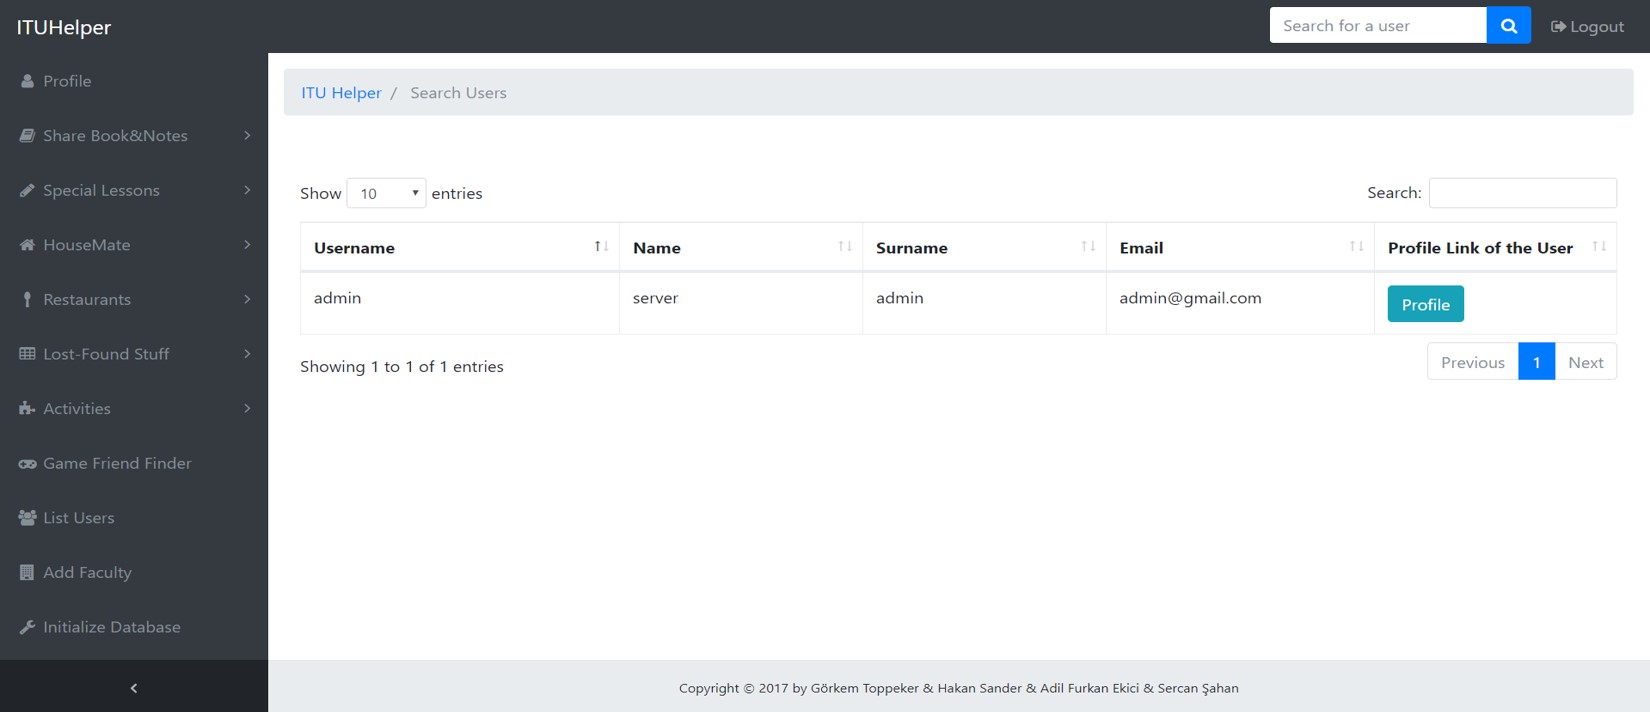 ITUHelper
Search for a user
Logout
Profile
Share Book&Notes
Special Lessons
HouseMate
Restaurants
Lost-Found Stuff
Activities
Game Friend Finder
List Users
Add Faculty
Initialize Database
ITU Helper / Search Users
Show 10 entries
Search:
Username Name Surname Email Profile Link of the User
admin server admin admin@gmail.com Profile
Showing 1 to 1 of 1 entries
Previous 1 Next
Copyright © 2017 by Görkem Toppeker & Hakan Sander & Adil Furkan Ekici & Sercan Şahan